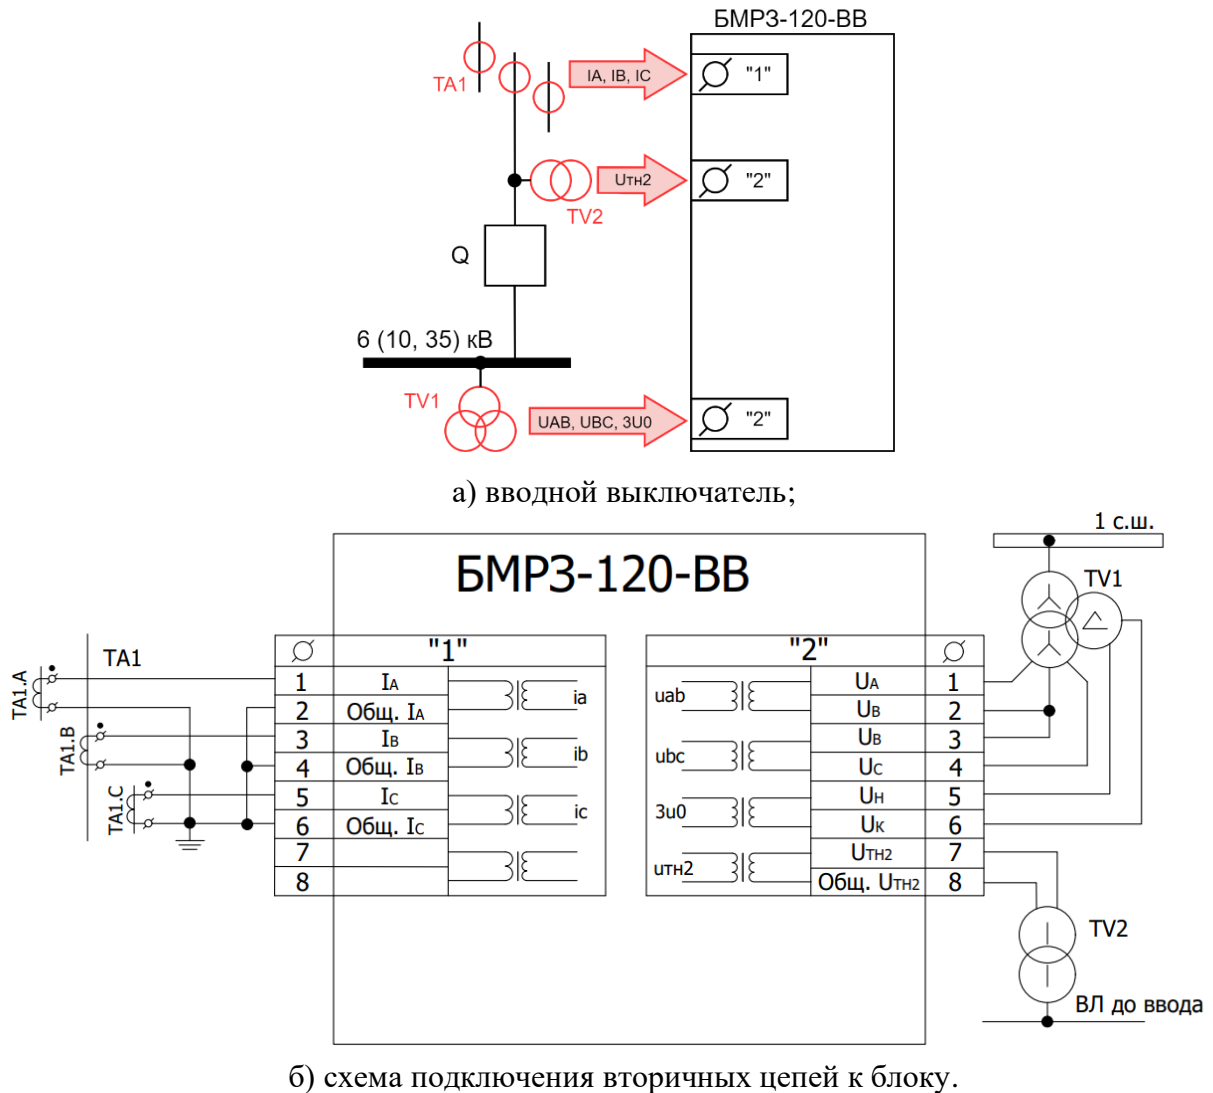 БМРЗ-120-ВВ
TA1
IA, IB, IC
"1"
Uтн2
"2"
TV2
Q
6 (10, 35) кВ
TV1
UAB, UBC, 3U0
"2"
а) вводной выключатель;
1 с.ш.
БМРЗ-120-ВВ
TV1
TA1
"1"
"2"
TA1.A
1 IA ia
2 Общ. IA
TA1.B
3 IB ib
4 Общ. IB
TA1.C
5 IC ic
6 Общ. IC
7
8
uab UA 1
UB 2
ubc UB 3
UC 4
3u0 UН 5
UК 6
uтн2 UТН2 7
Общ. UТН2 8
TV2
ВЛ до ввода
б) схема подключения вторичных цепей к блоку.